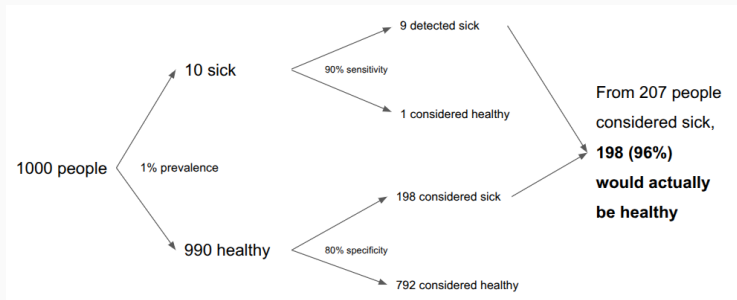 1000 people
1% prevalence
10 sick
90% sensitivity
9 detected sick
1 considered healthy
990 healthy
80% specificity
198 considered sick
792 considered healthy
From 207 people
considered sick,
198 (96%)
would actually
be healthy